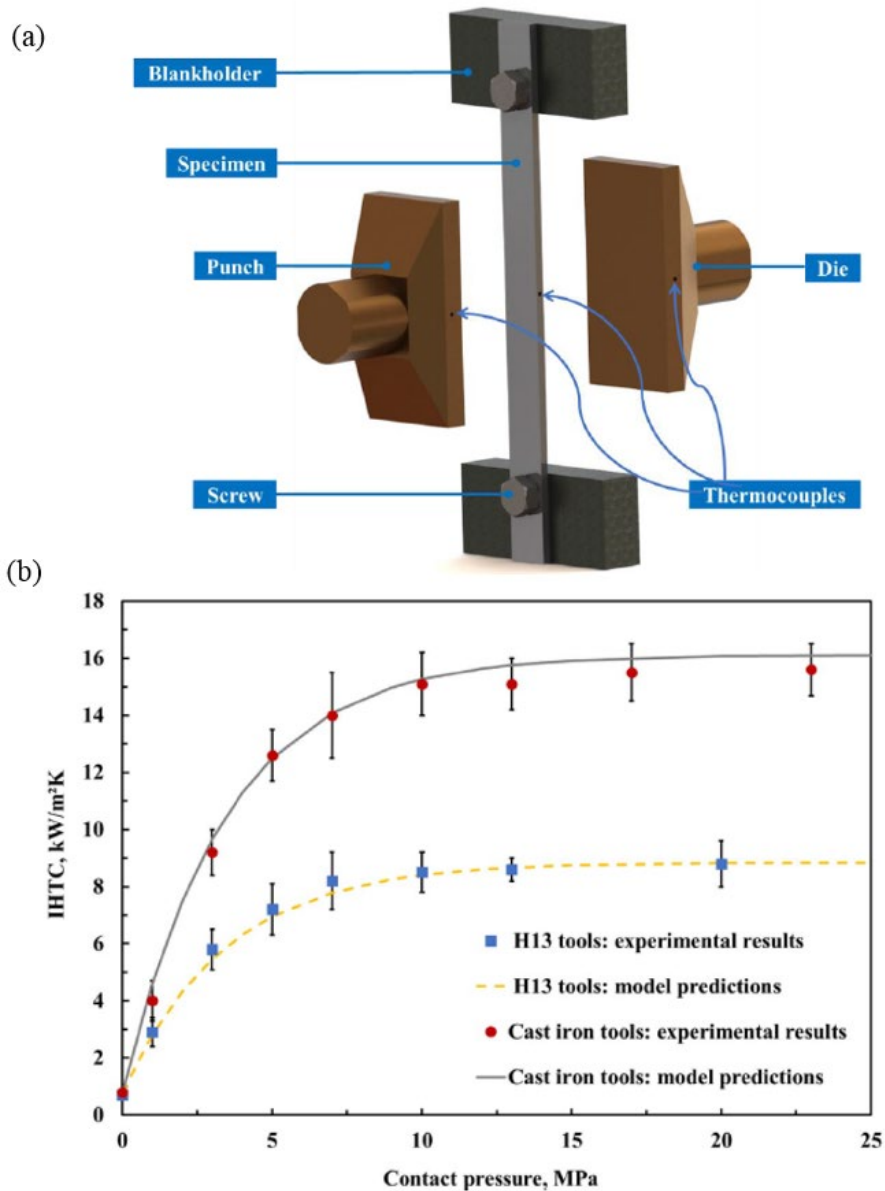 (a)
Blankholder
Specimen
Punch
Die
Screw
Thermocouples
(b)
18
16
14
12
10
8
6
4
2
0
IHTC, kW/m²K
H13 tools: experimental results
H13 tools: model predictions
Cast iron tools: experimental results
Cast iron tools: model predictions
0 5 10 15 20 25
Contact pressure, MPa